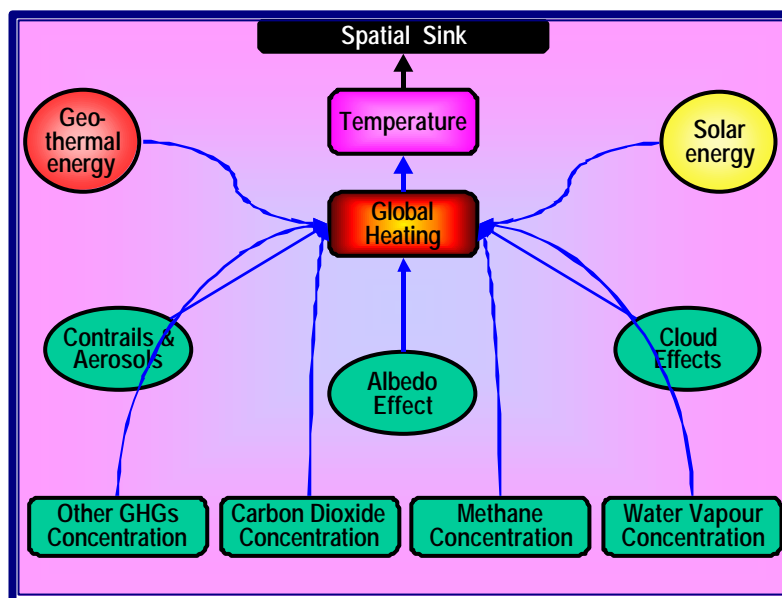 Spatial Sink
Geo-
thermal
energy
Temperature
Solar
energy
Global
Heating
Contrails &
Aerosols
Albedo
Effect
Cloud
Effects
Other GHGs
Concentration
Carbon Dioxide
Concentration
Methane
Concentration
Water Vapour
Concentration